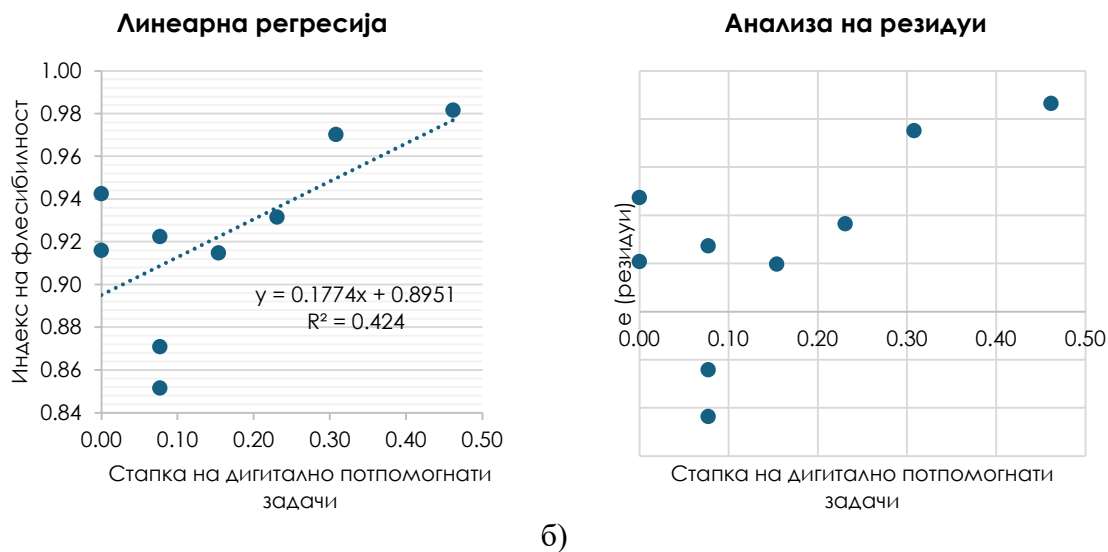 Линеарна регресија
1.00
0.98
0.96
0.94
0.92
0.90
0.88
0.86
0.84
Индекс на флесибилност
y = 0.1774x + 0.8951
R² = 0.424
0.00 0.10 0.20 0.30 0.40 0.50
Стапка на дигитално потпомогнати
задачи
Анализа на резидуи
е (резидуи)
0.00 0.10 0.20 0.30 0.40 0.50
Стапка на дигитално потпомогнати
задачи
б)